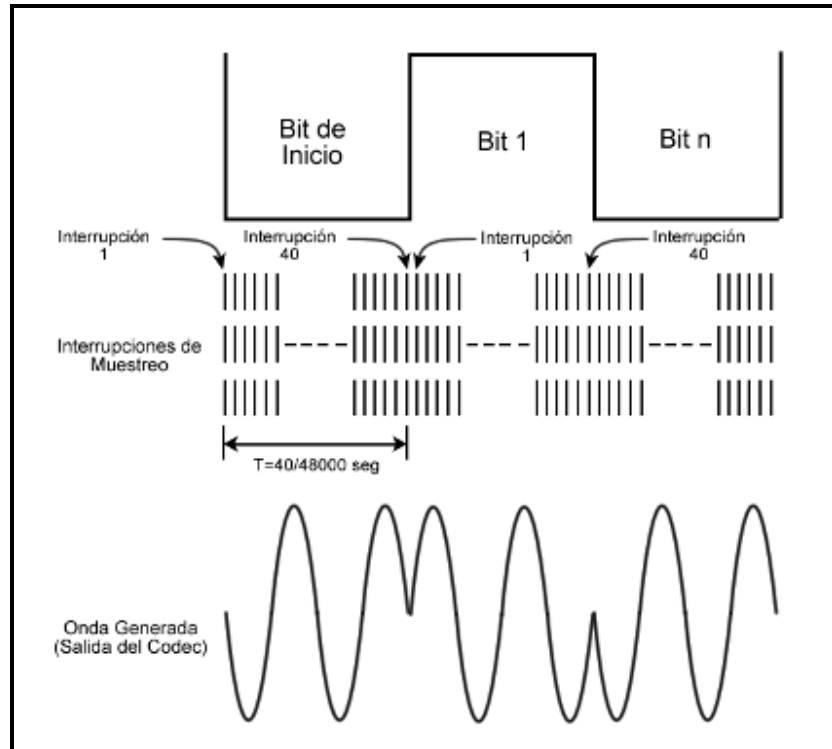 Bit de
Inicio
Bit 1
Bit n
Interrupción
1
Interrupción
40
Interrupción
1
Interrupción
40
Interrupciones de
Muestreo
T=40/48000 seg
Onda Generada
(Salida del Codec)